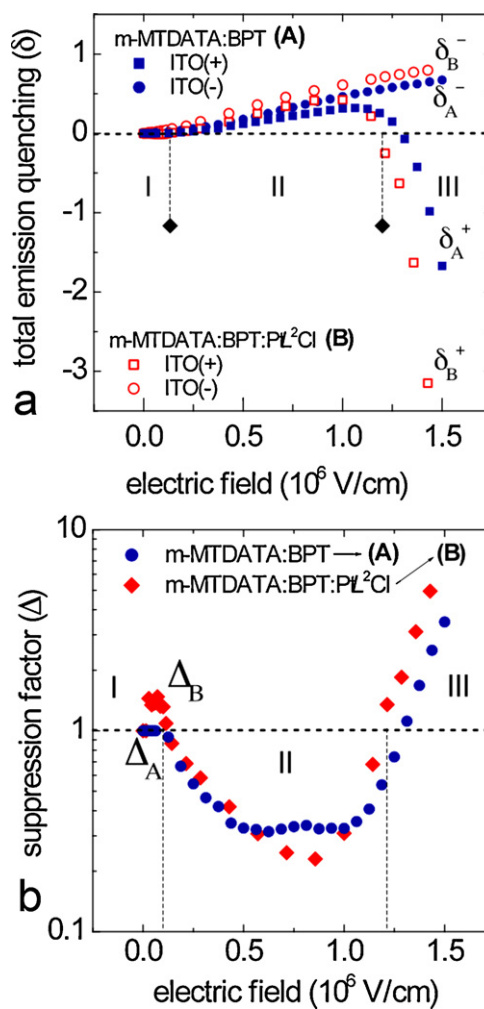 m-MTDATA:BPT (A)
ITO(+)
ITO(-)
δB−
δA−
1
0
-1
-2
-3
I
II
III
δA+
δB+
m-MTDATA:BPT:PtL²Cl (B)
ITO(+)
ITO(-)
total emission quenching (δ)
a
0.0
0.5
1.0
1.5
electric field (10⁶ V/cm)
10
1
0.1
m-MTDATA:BPT → (A)
(B)
m-MTDATA:BPT:PtL²Cl
I
ΔB
ΔA
II
III
suppression factor (Δ)
b
0.0
0.5
1.0
1.5
electric field (10⁶ V/cm)